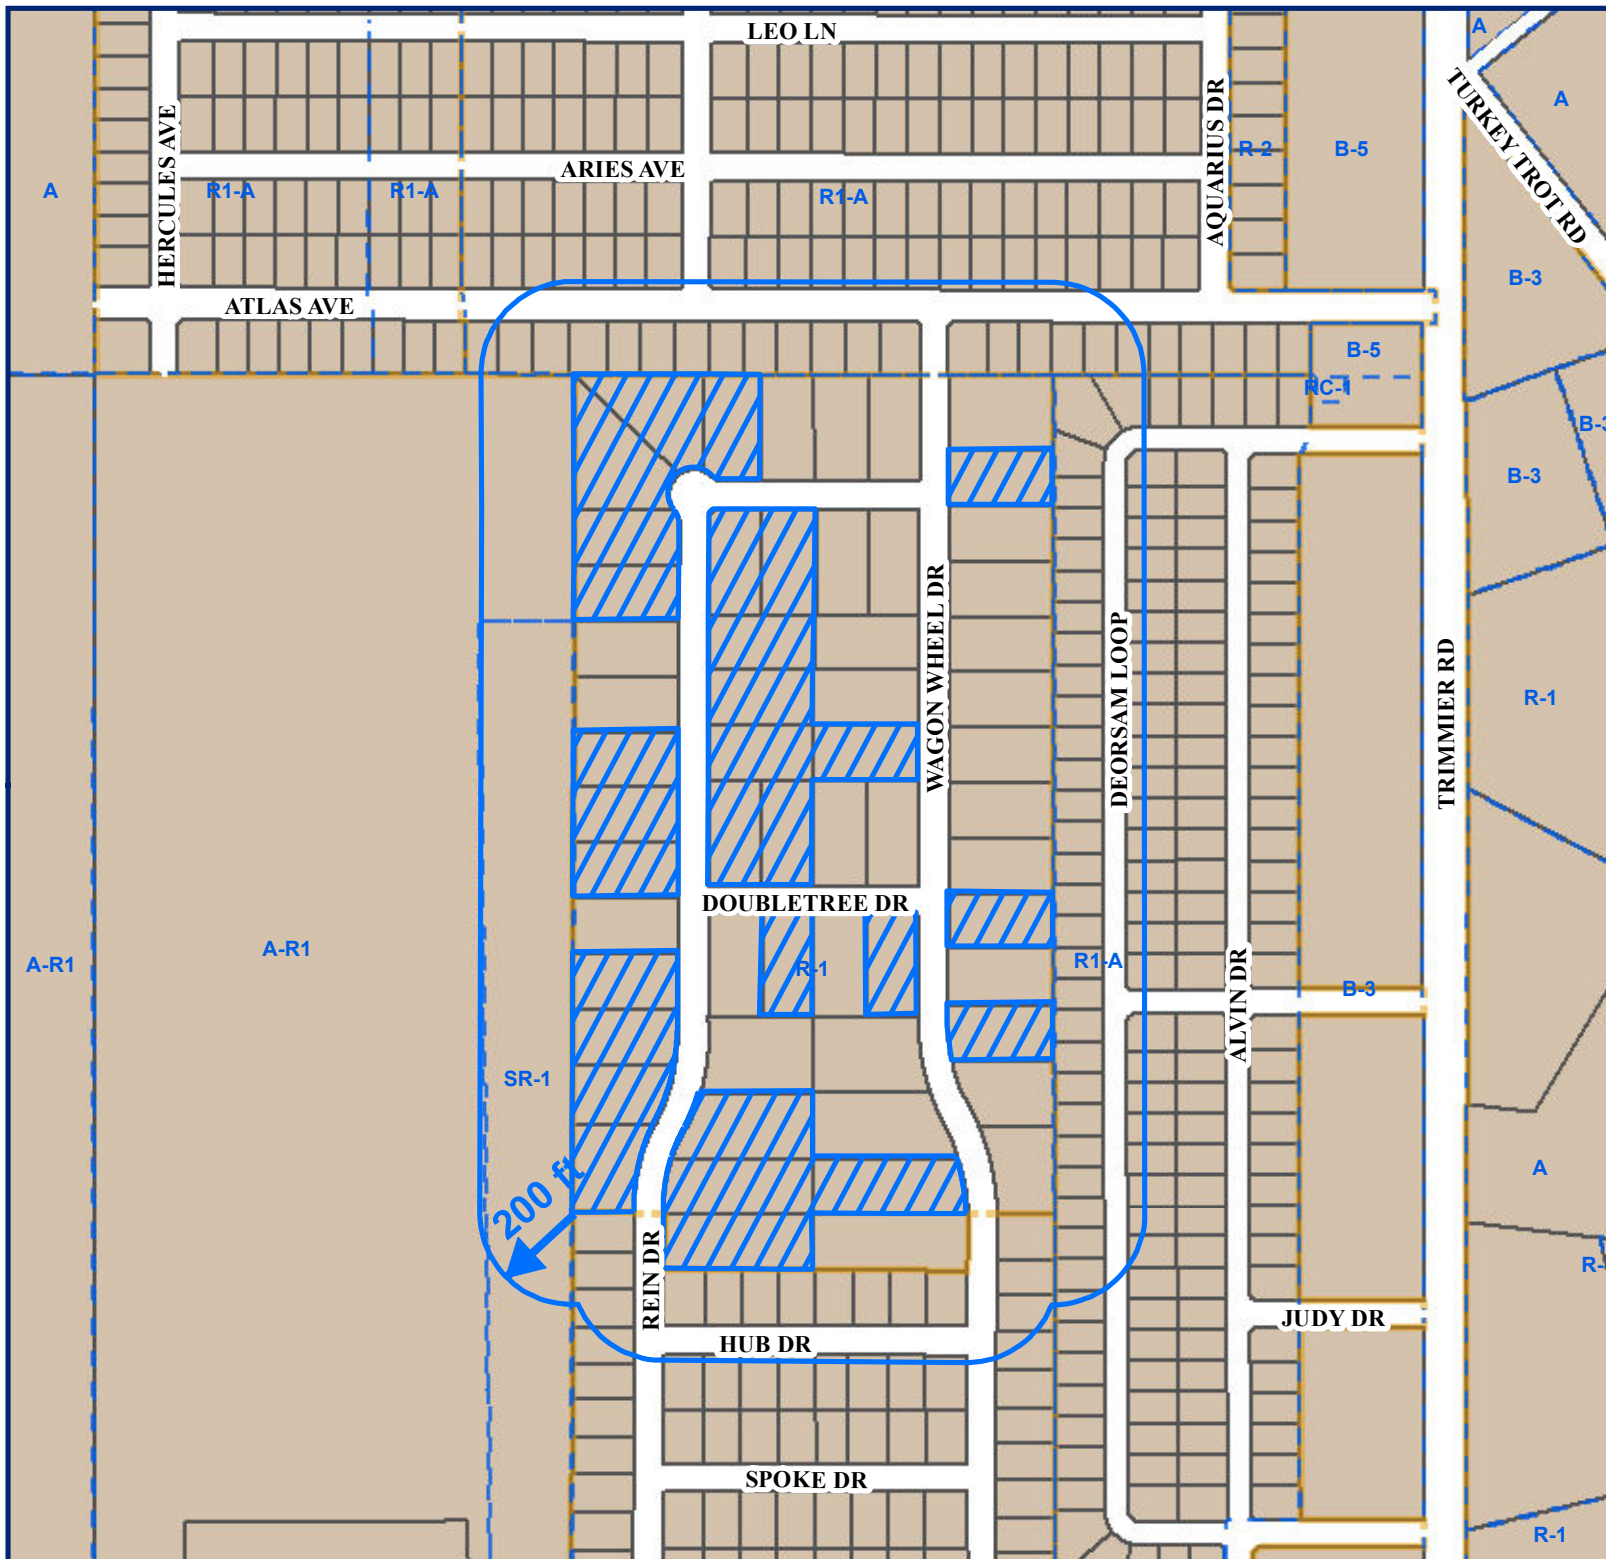 LEO LN
A
A
TURKEY TROT RD
HERCULES AVE
AQUARIUS DR
R-2
B-5
ARIES AVE
A
R1-A
R1-A
R1-A
B-3
ATLAS AVE
B-5
RC-1
B-3
B-3
WAGON WHEEL DR
DEORSAM LOOP
TRIMMIER RD
R-1
DOUBLETREE DR
A-R1
A-R1
R-1
R1-A
ALVIN DR
B-3
SR-1
A
200 ft
REIN DR
R-
JUDY DR
HUB DR
SPOKE DR
R-1